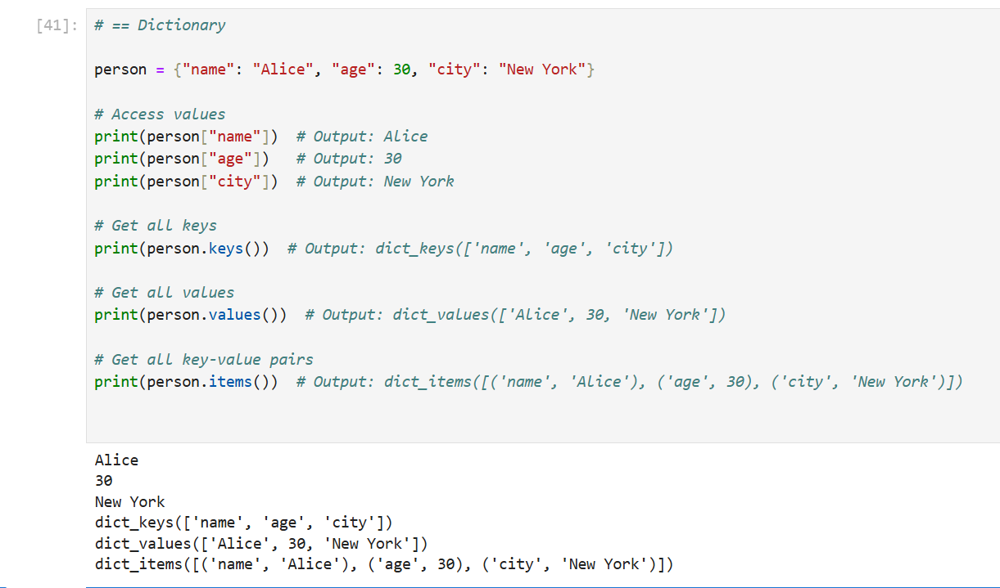 [41]:
# == Dictionary
person = {"name": "Alice", "age": 30, "city": "New York"}
# Access values
print(person["name"])  # Output: Alice
print(person["age"])   # Output: 30
print(person["city"])  # Output: New York
# Get all keys
print(person.keys())  # Output: dict_keys(['name', 'age', 'city'])
# Get all values
print(person.values())  # Output: dict_values(['Alice', 30, 'New York'])
# Get all key-value pairs
print(person.items())  # Output: dict_items([('name', 'Alice'), ('age', 30), ('city', 'New York')])
Alice
30
New York
dict_keys(['name', 'age', 'city'])
dict_values(['Alice', 30, 'New York'])
dict_items([('name', 'Alice'), ('age', 30), ('city', 'New York')])